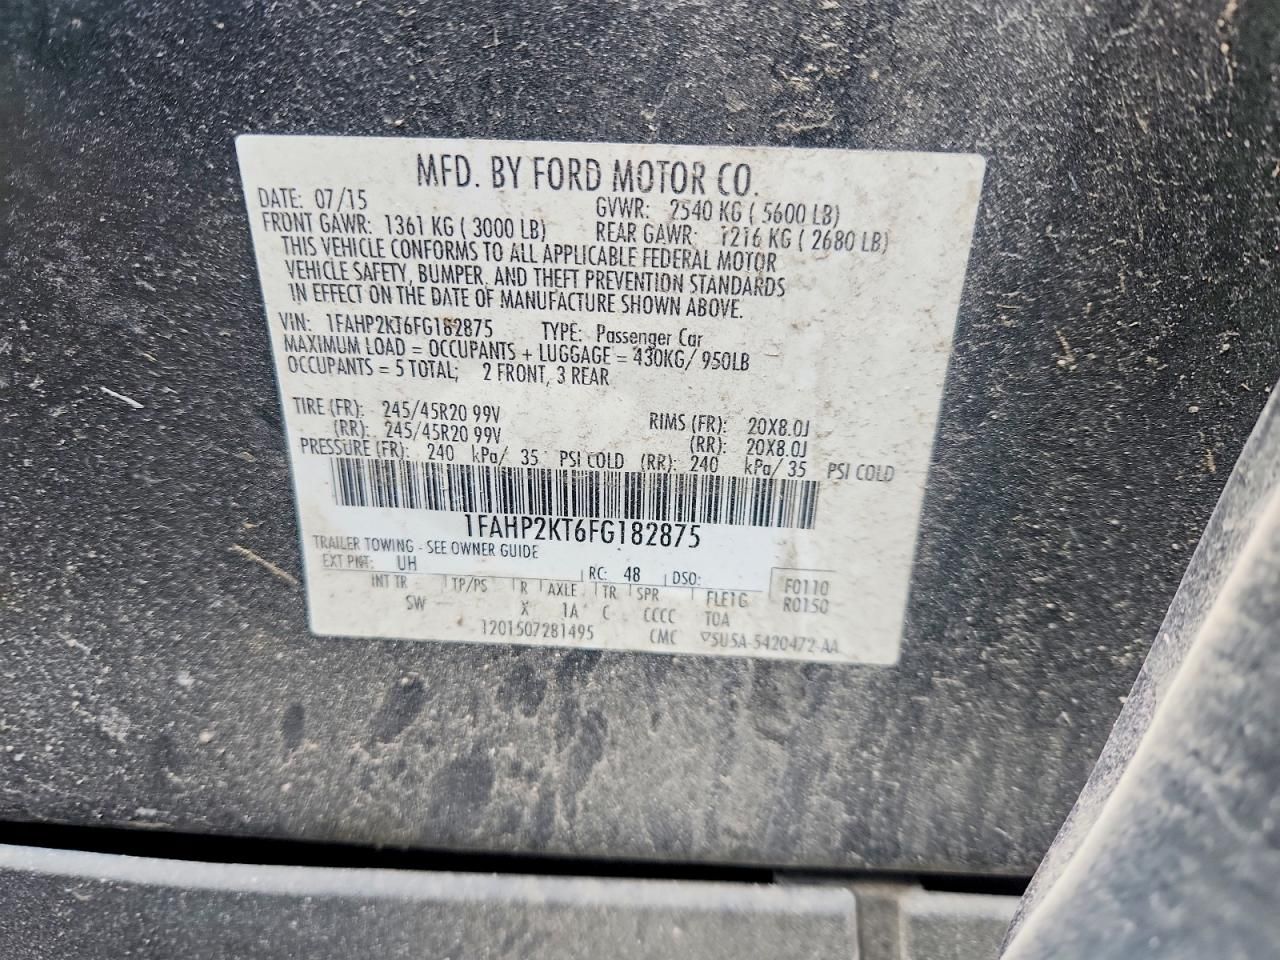 MFD. BY FORD MOTOR CO.
DATE: 07/15 GVWR: 2540 KG ( 5600 LB)
FRONT GAWR: 1361 KG ( 3000 LB) REAR GAWR: 1216 KG ( 2680 LB)
THIS VEHICLE CONFORMS TO ALL APPLICABLE FEDERAL MOTOR
VEHICLE SAFETY, BUMPER, AND THEFT PREVENTION STANDARDS
IN EFFECT ON THE DATE OF MANUFACTURE SHOWN ABOVE.
VIN: 1FAHP2KT6FG182875 TYPE: Passenger Car
MAXIMUM LOAD = OCCUPANTS + LUGGAGE = 430KG/ 950LB
OCCUPANTS = 5 TOTAL; 2 FRONT, 3 REAR
TIRE (FR): 245/45R20 99V RIMS (FR): 20X8.0J
(RR): 245/45R20 99V (RR): 20X8.0J
PRESSURE (FR): 240 kPa/ 35 PSI COLD (RR): 240 kPa/ 35 PSI COLD
1FAHP2KT6FG182875
TRAILER TOWING - SEE OWNER GUIDE
EXT PNT: UH RC: 48 DSO: F0110
INT TR TP/PS R AXLE TR SPR FLE1G R0150
SW X 1A C CCCC TOA
1201507281495 CMC SU5A-5420472-AA